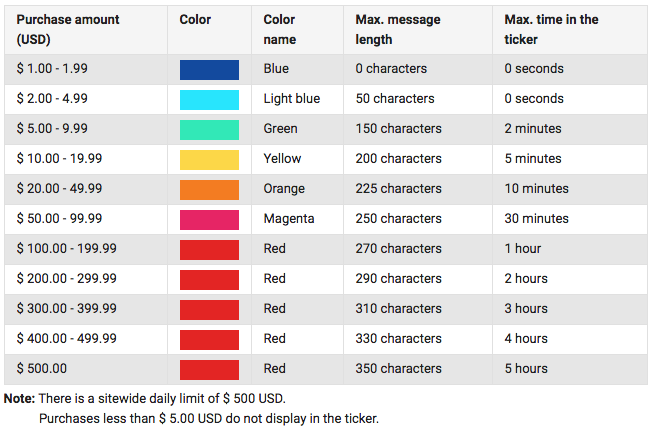 Purchase amount (USD) Color Color name Max. message length Max. time in the ticker
$ 1.00 - 1.99 Blue 0 characters 0 seconds
$ 2.00 - 4.99 Light blue 50 characters 0 seconds
$ 5.00 - 9.99 Green 150 characters 2 minutes
$ 10.00 - 19.99 Yellow 200 characters 5 minutes
$ 20.00 - 49.99 Orange 225 characters 10 minutes
$ 50.00 - 99.99 Magenta 250 characters 30 minutes
$ 100.00 - 199.99 Red 270 characters 1 hour
$ 200.00 - 299.99 Red 290 characters 2 hours
$ 300.00 - 399.99 Red 310 characters 3 hours
$ 400.00 - 499.99 Red 330 characters 4 hours
$ 500.00 Red 350 characters 5 hours
Note: There is a sitewide daily limit of $ 500 USD.
Purchases less than $ 5.00 USD do not display in the ticker.